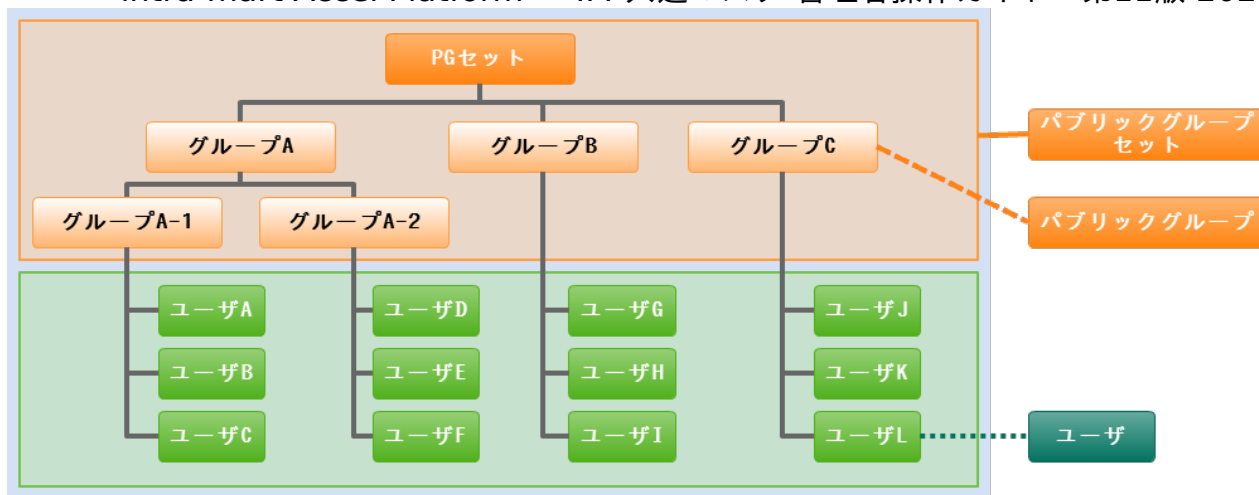 PGセット
グループA
グループB
グループC
パブリックグループ
セット
グループA-1
グループA-2
パブリックグループ
ユーザA
ユーザD
ユーザG
ユーザJ
ユーザB
ユーザE
ユーザH
ユーザK
ユーザC
ユーザF
ユーザI
ユーザL
ユーザ